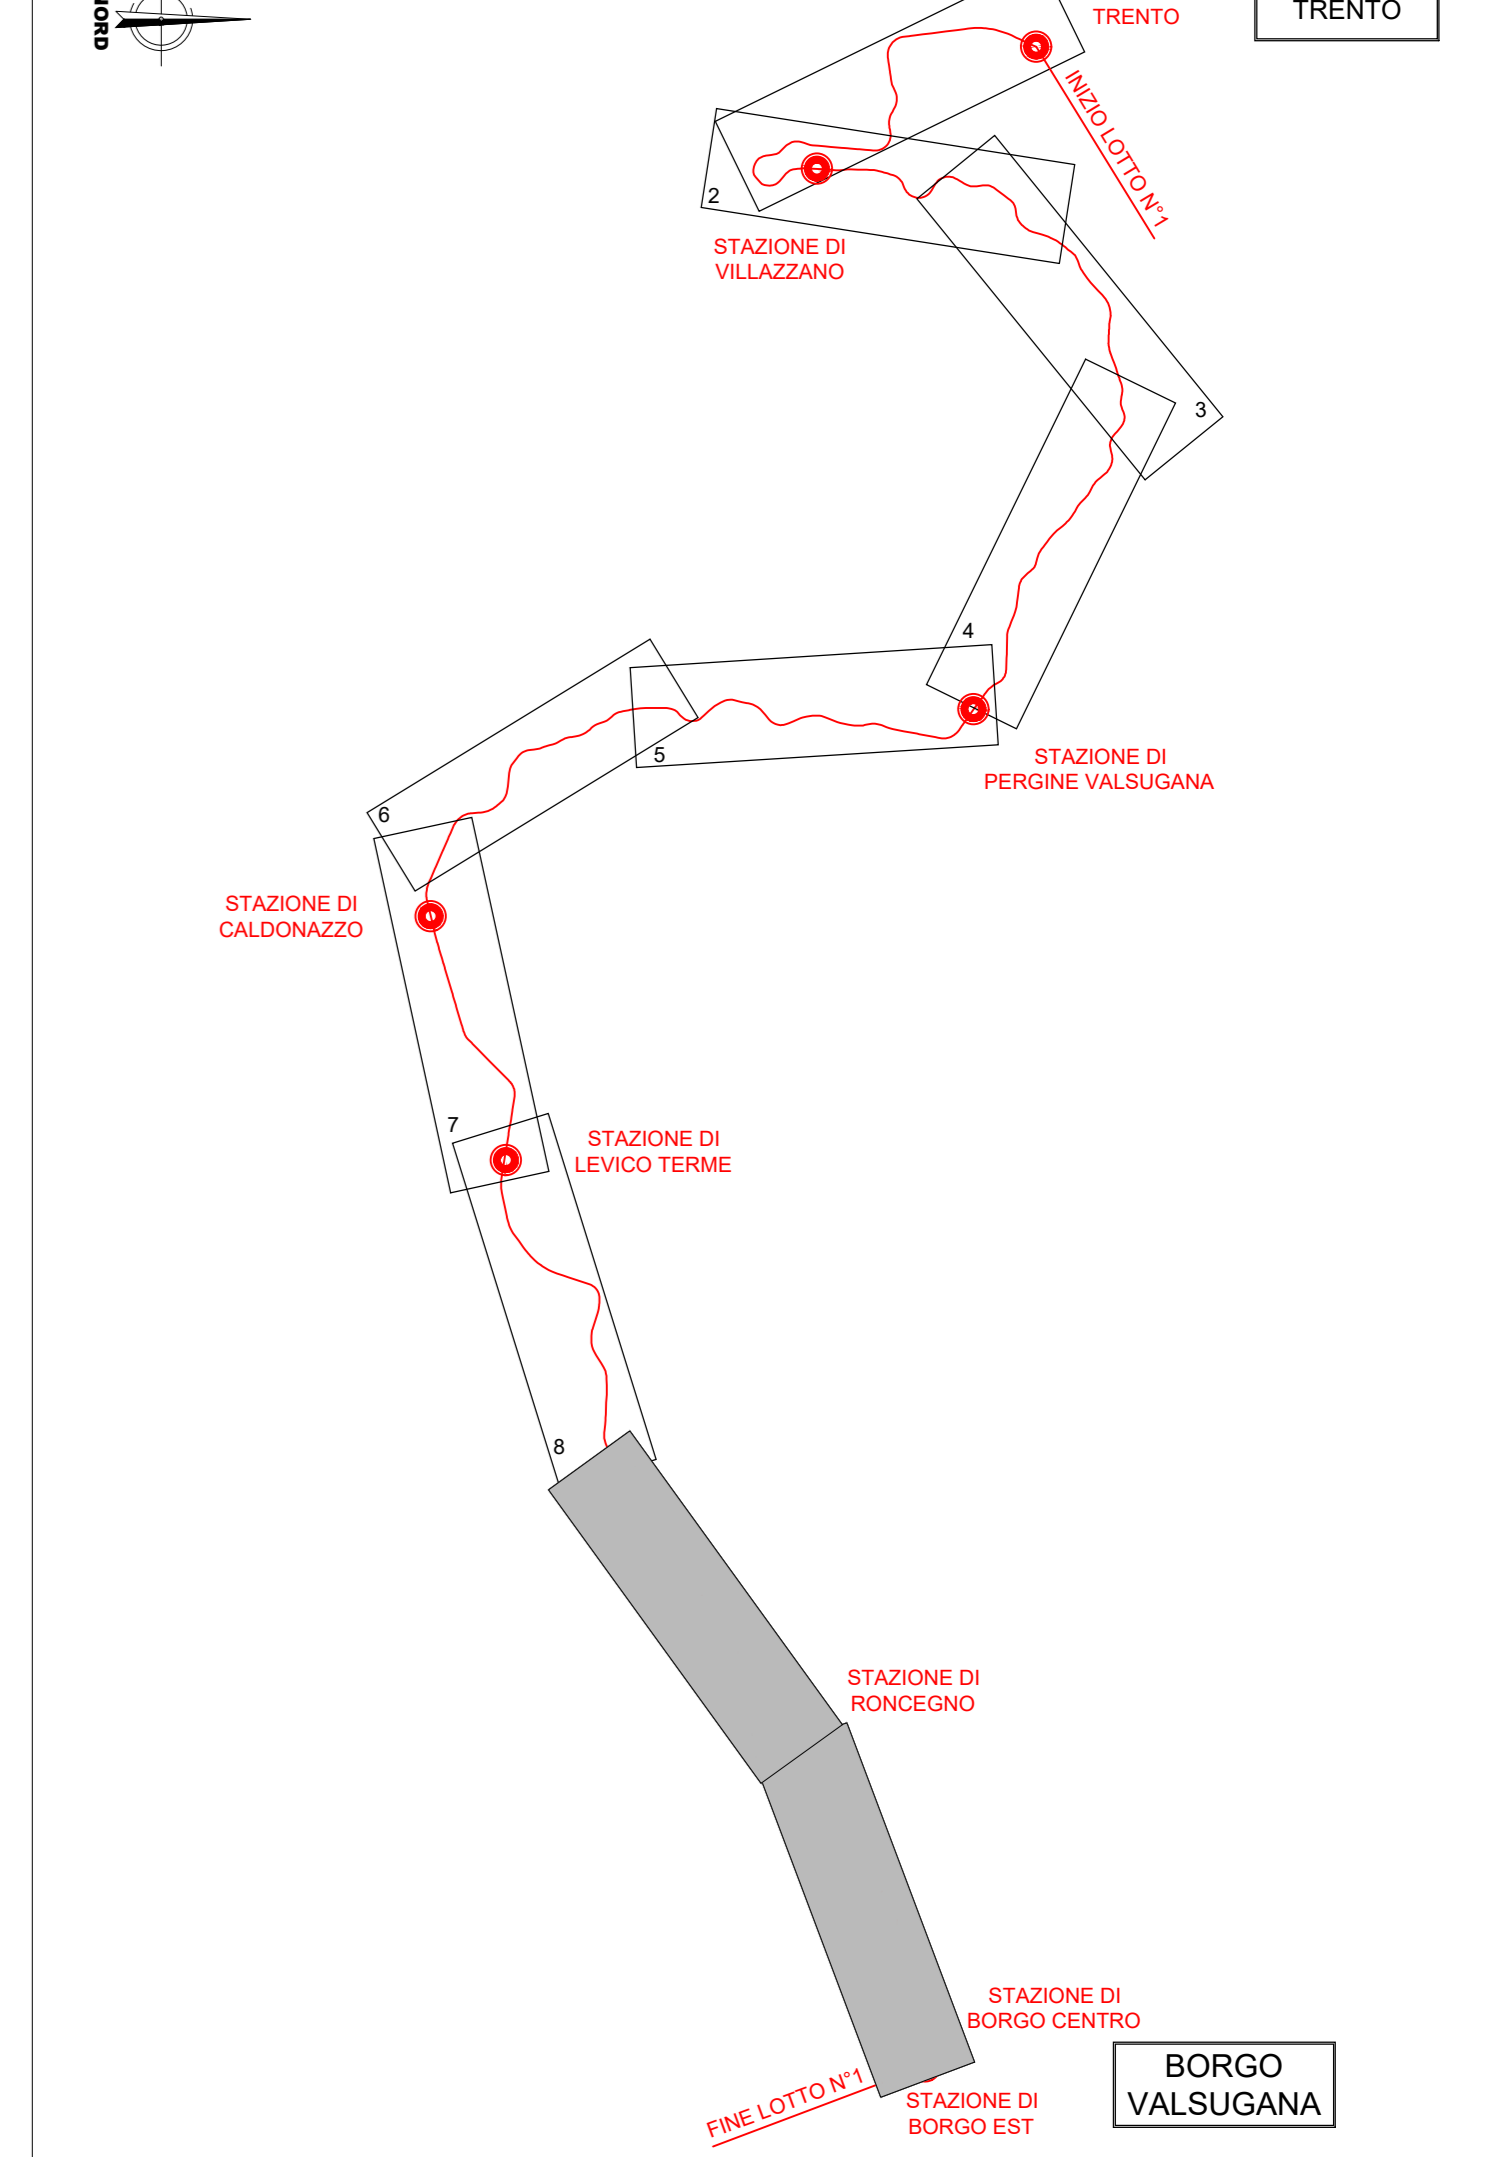 NORD
TRENTO
TRENTO
INIZIO LOTTO N°1
2
STAZIONE DI
VILLAZZANO
3
4
STAZIONE DI
PERGINE VALSUGANA
5
6
STAZIONE DI
CALDONAZZO
7
STAZIONE DI
LEVICO TERME
8
STAZIONE DI
RONCEGNO
STAZIONE DI
BORGO CENTRO
BORGO
VALSUGANA
FINE LOTTO N°1
STAZIONE DI
BORGO EST